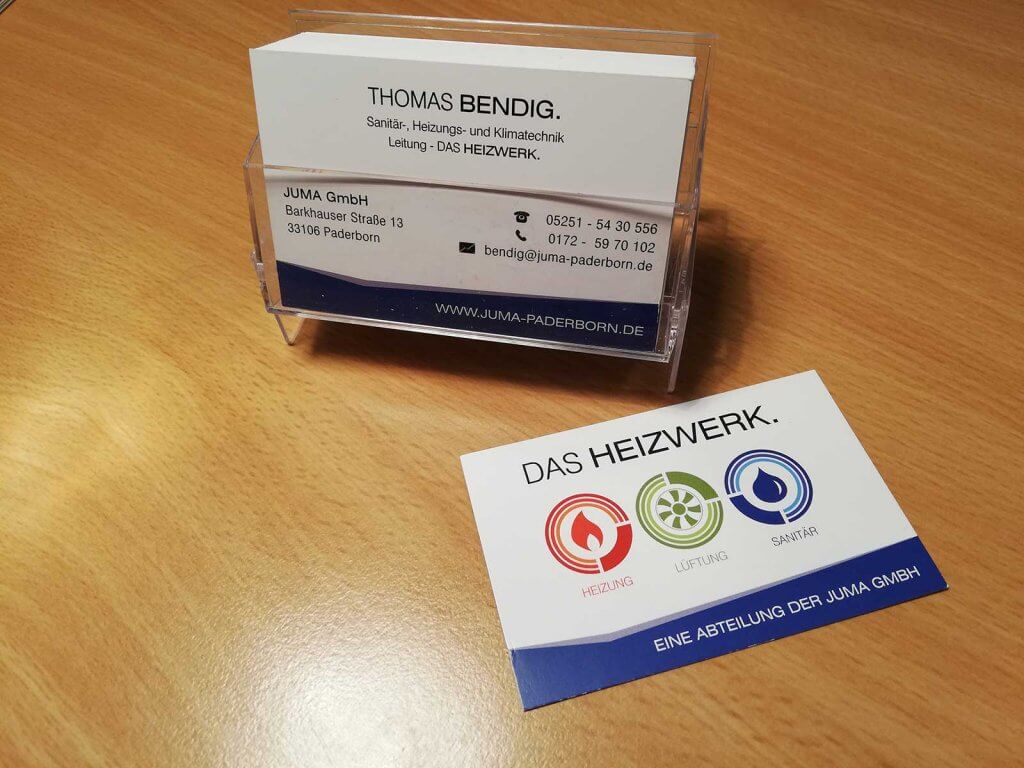 THOMAS BENDIG.
Sanitär-, Heizungs- und Klimatechnik
Leitung - DAS HEIZWERK.
JUMA GmbH
Barkhauser Straße 13
33106 Paderborn
05251 - 54 30 556
0172 - 59 70 102
bendig@juma-paderborn.de
WWW.JUMA-PADERBORN.DE
DAS HEIZWERK.
HEIZUNG
LÜFTUNG
SANITÄR
EINE ABTEILUNG DER JUMA GMBH